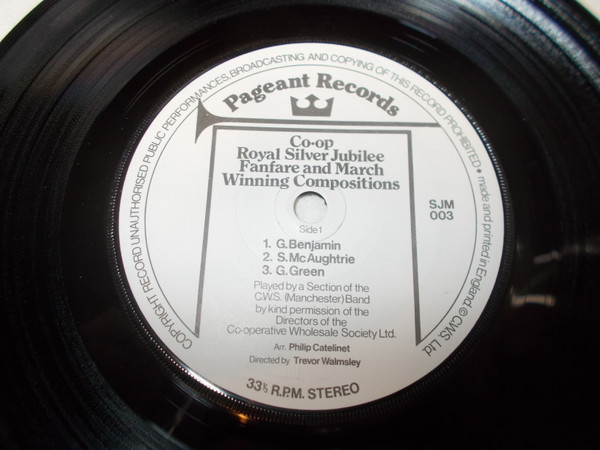 COPYRIGHT RECORD UNAUTHORISED PUBLIC PERFORMANCES, BROADCASTING AND COPYING OF THIS RECORD PROHIBITED • made and printed in England. © C.W.S. Ltd.
Pageant Records
Co-op
Royal Silver Jubilee
Fanfare and March
Winning Compositions
SJM
003
Side 1
1. G. Benjamin
2. S. Mc Aughtrie
3. G. Green
Played by a Section of the
C.W.S. (Manchester) Band
by kind permission of the
Directors of the
Co-operative Wholesale Society Ltd.
Arr. Philip Catelinet
Directed by Trevor Walmsley
33⅓ R.P.M. STEREO